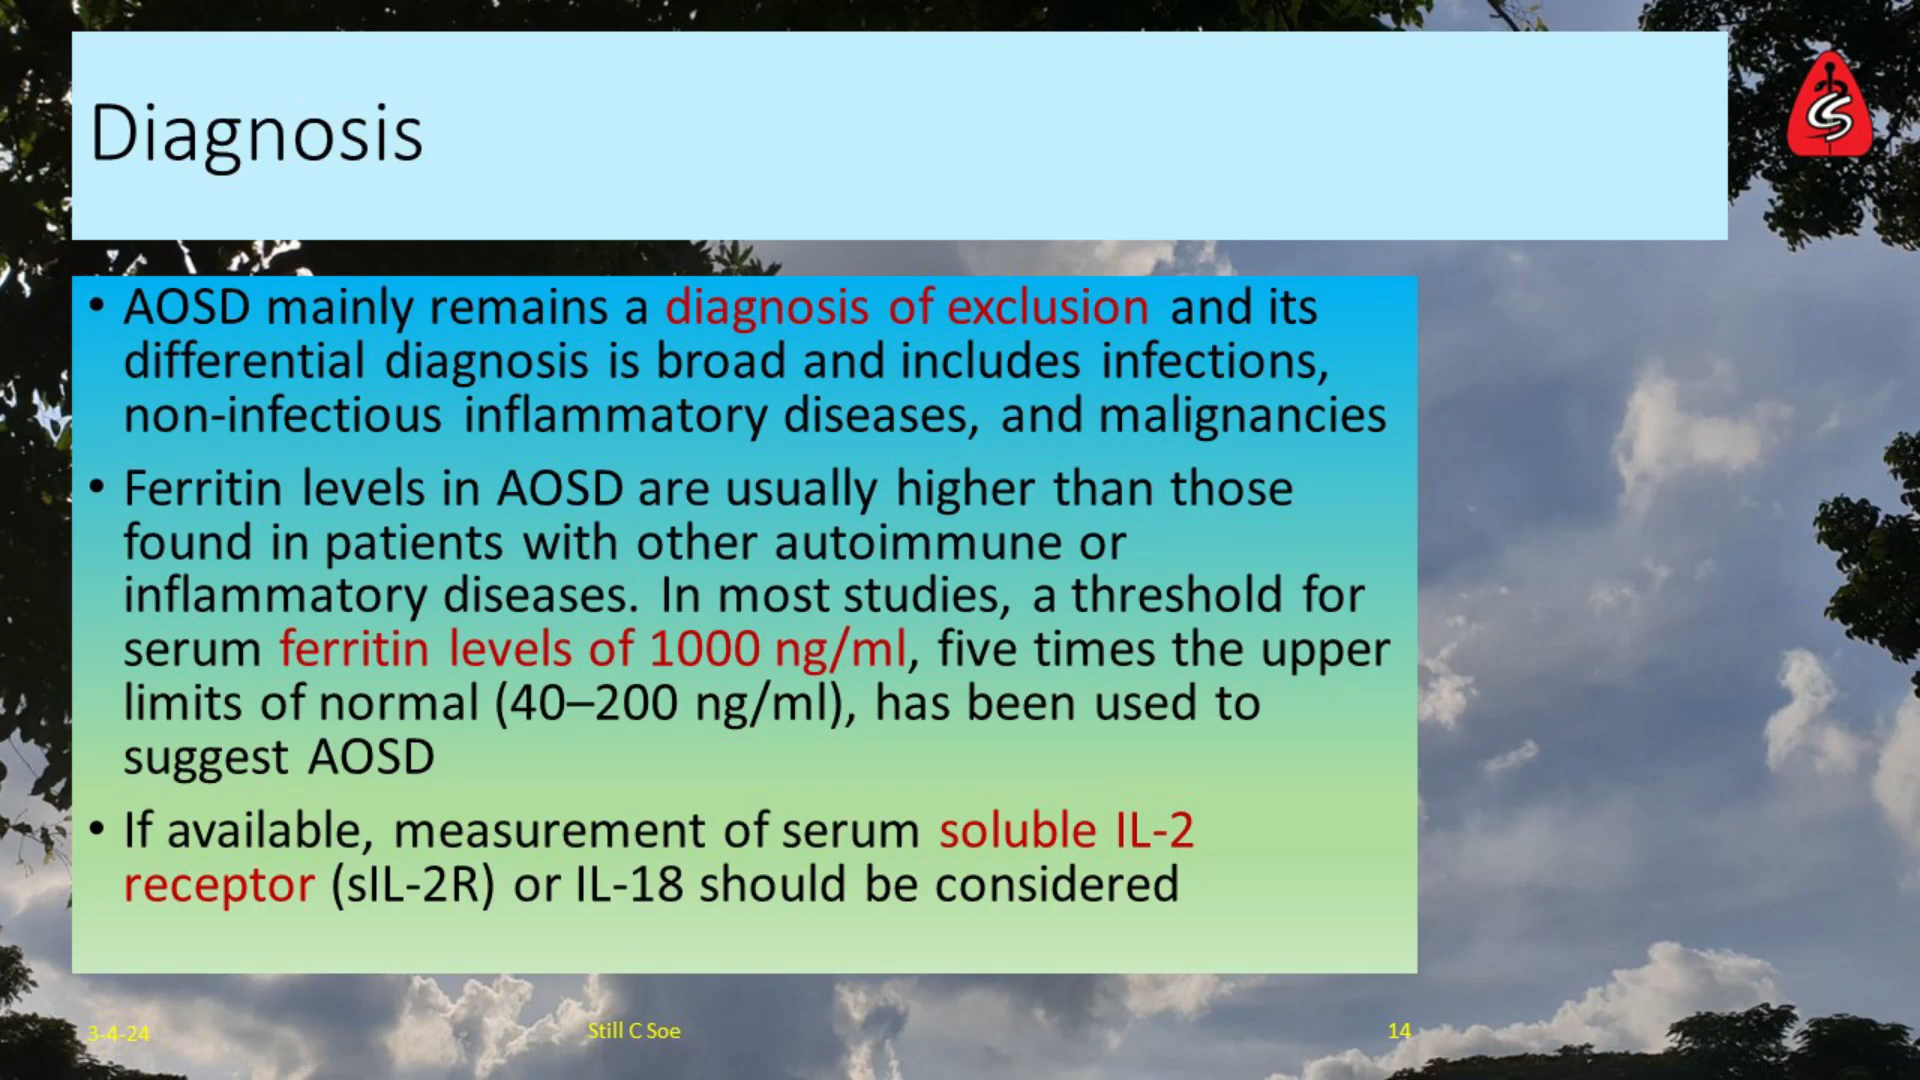 Diagnosis
• AOSD mainly remains a diagnosis of exclusion and its
differential diagnosis is broad and includes infections,
non-infectious inflammatory diseases, and malignancies
• Ferritin levels in AOSD are usually higher than those
found in patients with other autoimmune or
inflammatory diseases. In most studies, a threshold for
serum ferritin levels of 1000 ng/ml, five times the upper
limits of normal (40–200 ng/ml), has been used to
suggest AOSD
• If available, measurement of serum soluble IL-2
receptor (sIL-2R) or IL-18 should be considered
3-4-24
Still C Soe
14